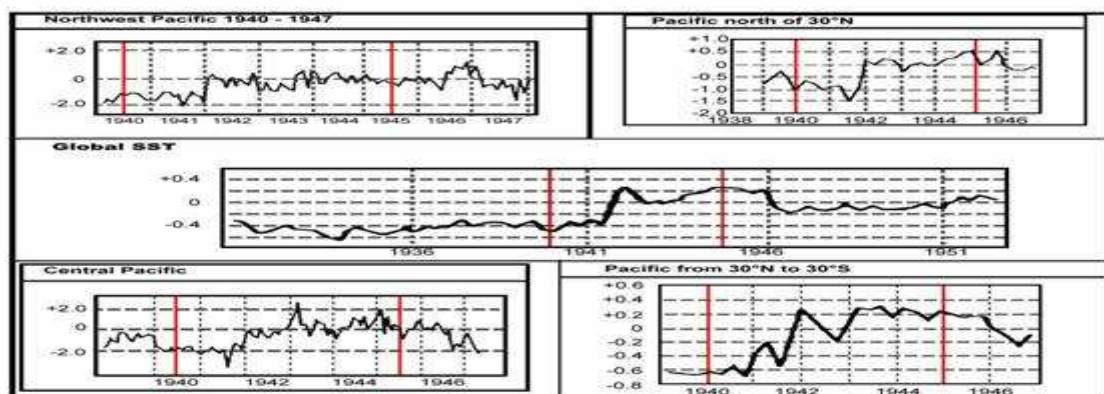 Northwest Pacific 1940 - 1947
+2.0
0
-2.0
1940 1941 1942 1943 1944 1945 1946 1947
Pacific north of 30°N
+1.0
+0.5
0
-0.5
-1.0
-1.5
-2.0
1938 1940 1942 1944 1946
Global SST
+0.4
0
-0.4
1936 1941 1946 1951
Central Pacific
+2.0
0
-2.0
1940 1942 1944 1946
Pacific from 30°N to 30°S
+0.6
+0.4
+0.2
0
-0.2
-0.4
-0.6
-0.8
1940 1942 1944 1946